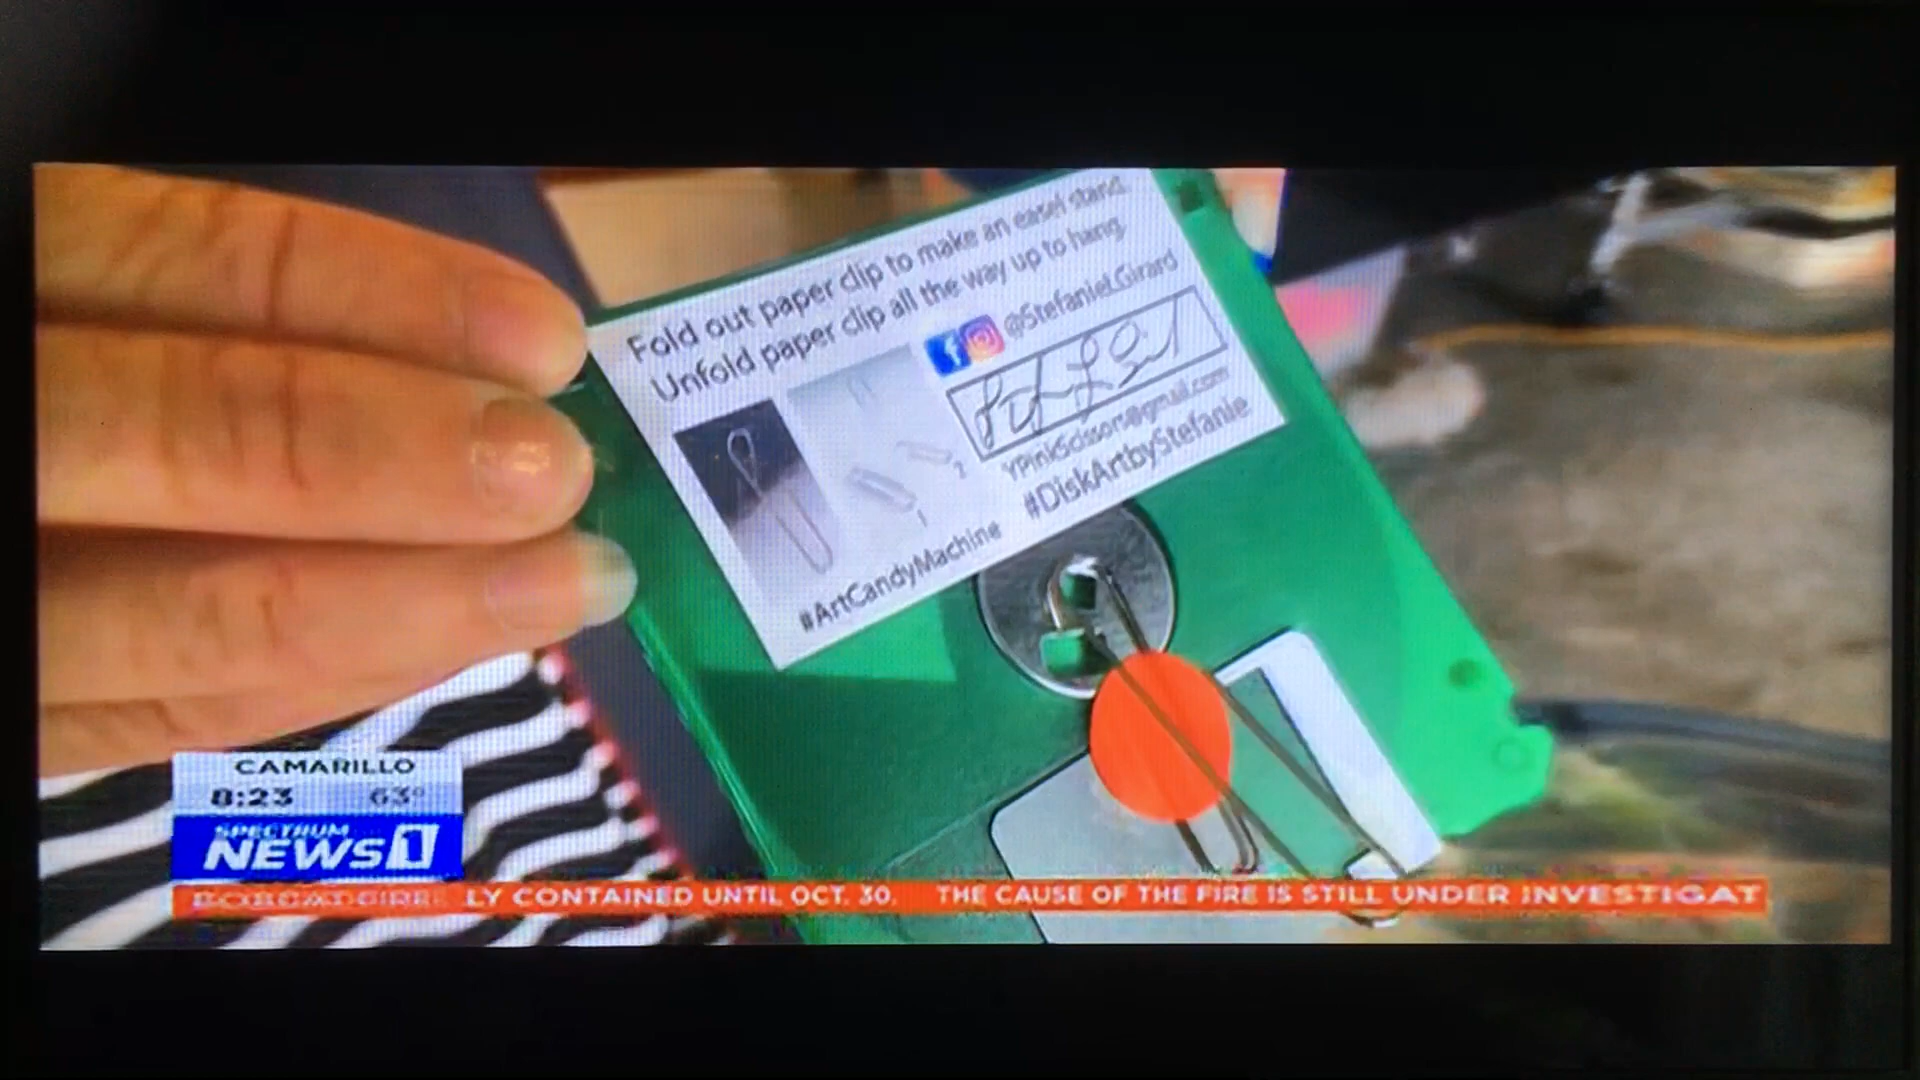 Fold out paper clip to make an easel stand.
Unfold paper clip all the way up to hang.
@StefanieLGirard
YPinkScissors@gmail.com
#DiskArtbyStefanie
1
2
#ArtCandyMachine
CAMARILLO
8:23 63°
SPECTRUM
NEWS 1
BOBCAT FIRE: LY CONTAINED UNTIL OCT. 30. THE CAUSE OF THE FIRE IS STILL UNDER INVESTIGAT